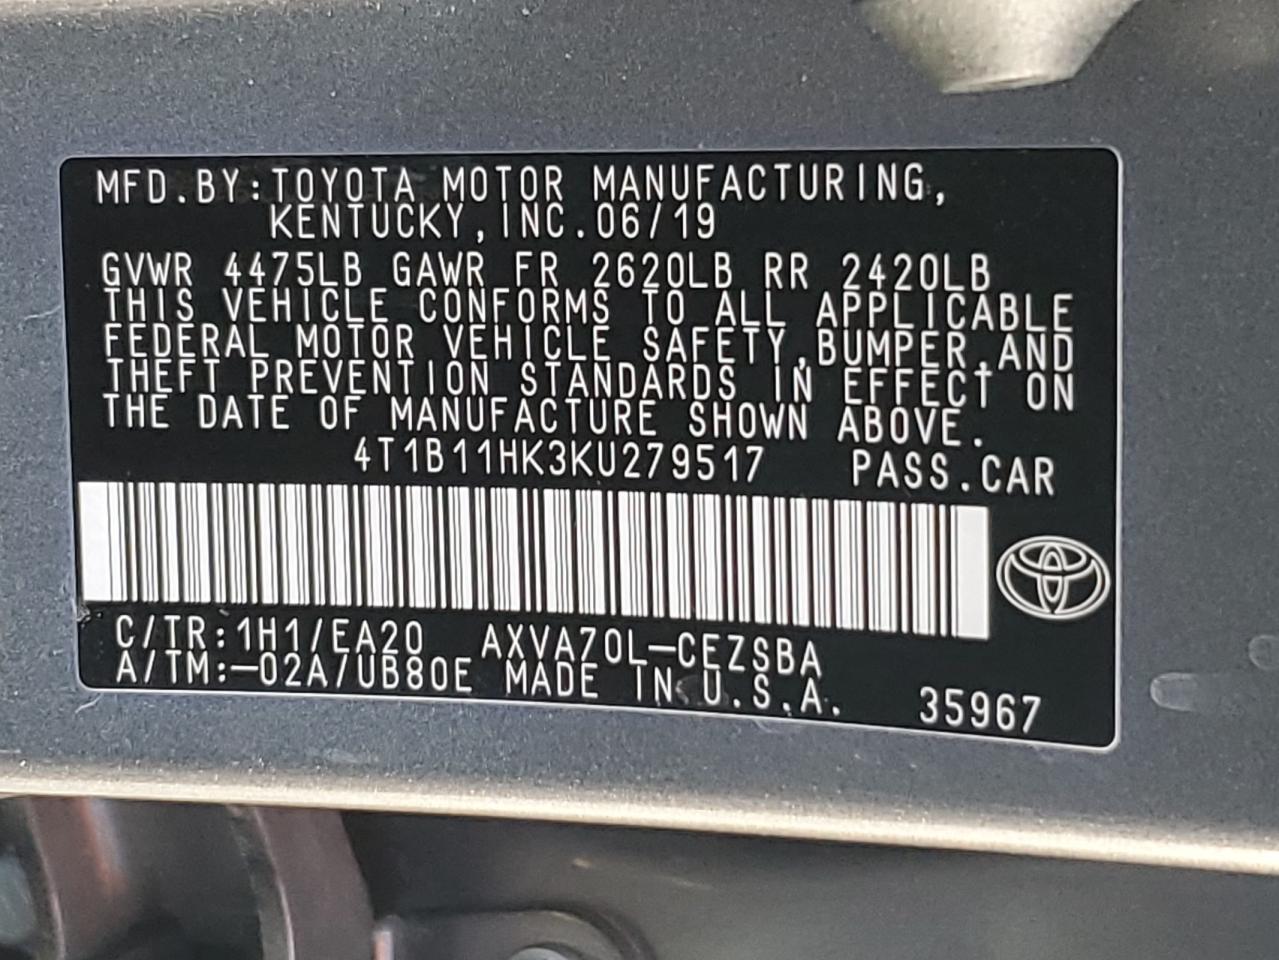 MFD.BY:TOYOTA MOTOR MANUFACTURING,
KENTUCKY,INC.06/19
GVWR 4475LB GAWR FR 2620LB RR 2420LB
THIS VEHICLE CONFORMS TO ALL APPLICABLE
FEDERAL MOTOR VEHICLE SAFETY,BUMPER,AND
THEFT PREVENTION STANDARDS IN EFFECT ON
THE DATE OF MANUFACTURE SHOWN ABOVE.
4T1B11HK3KU279517 PASS.CAR
C/TR:1H1/EA20 AXVA70L-CEZSBA
A/TM:-02A/UB80E MADE IN U.S.A. 35967